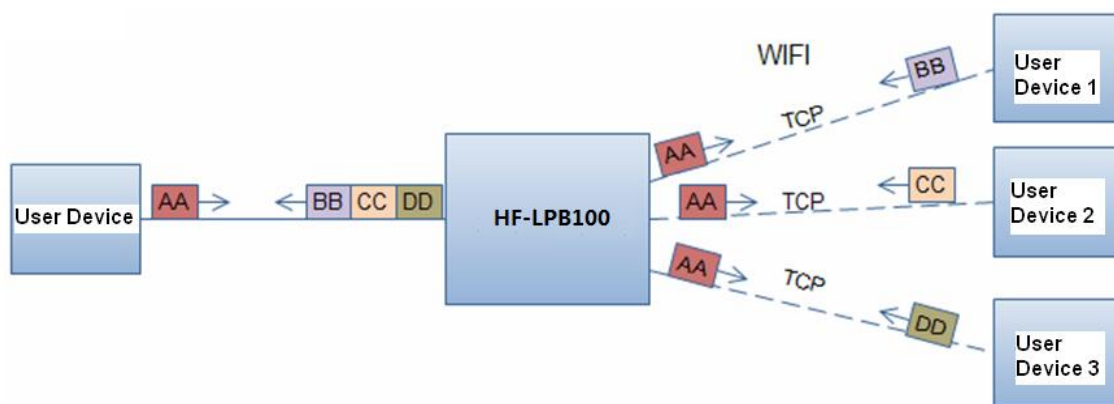 WIFI
BB
User
Device 1
TCP
AA
User Device
AA
BB CC DD
HF-LPB100
AA
TCP
CC
User
Device 2
AA
TCP
DD
User
Device 3